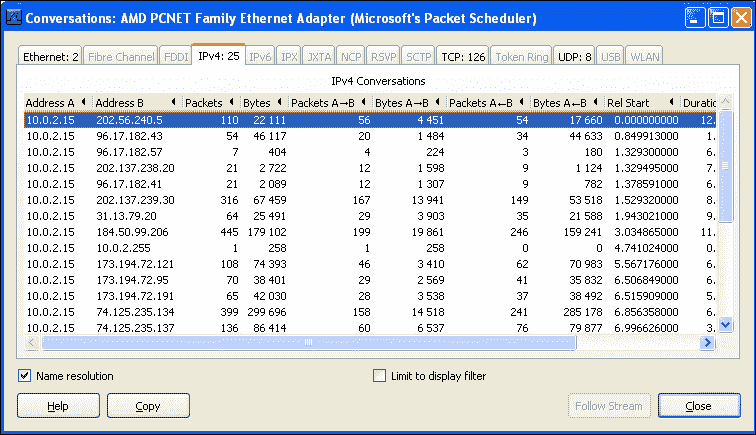 Conversations: AMD PCNET Family Ethernet Adapter (Microsoft's Packet Scheduler)
Ethernet: 2 Fibre Channel FDDI IPv4: 25 IPv6 IPX JXTA NCP RSVP SCTP TCP: 126 Token Ring UDP: 8 USB WLAN
IPv4 Conversations
Address A Address B Packets Bytes Packets A→B Bytes A→B Packets A←B Bytes A←B Rel Start Duratio
10.0.2.15 202.56.240.5 110 22 111 56 4 451 54 17 660 0.000000000 12.
10.0.2.15 96.17.182.43 54 46 117 20 1 484 34 44 633 0.849913000 1.
10.0.2.15 96.17.182.57 7 404 4 224 3 180 1.329300000 6.
10.0.2.15 202.137.238.20 21 2 722 12 1 598 9 1 124 1.329495000 7.
10.0.2.15 96.17.182.41 21 2 089 12 1 307 9 782 1.378591000 6.
10.0.2.15 202.137.239.30 316 67 459 167 13 941 149 53 518 1.529320000 8.
10.0.2.15 31.13.79.20 64 25 491 29 3 903 35 21 588 1.943021000 9.
10.0.2.15 184.50.99.206 445 179 102 199 19 861 246 159 241 3.034865000 11.
10.0.2.15 10.0.2.255 1 258 1 258 0 0 4.741024000 0.
10.0.2.15 173.194.72.121 108 74 393 46 3 410 62 70 983 5.567176000 6.
10.0.2.15 173.194.72.95 70 38 401 29 2 569 41 35 832 6.506849000 6.
10.0.2.15 173.194.72.191 65 42 030 28 3 538 37 38 492 6.515909000 5.
10.0.2.15 74.125.235.134 399 299 696 158 14 518 241 285 178 6.856358000 6.
10.0.2.15 74.125.235.137 136 86 414 60 6 537 76 79 877 6.996626000 3.
Name resolution Limit to display filter
Help Copy Follow Stream Close